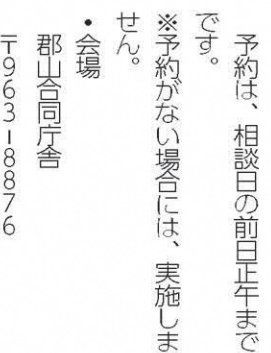 予約は、相談日の前日正午まで
です。
※予約がない場合には、実施しま
せん。
・会場
郡山合同庁舎
〒963-8876